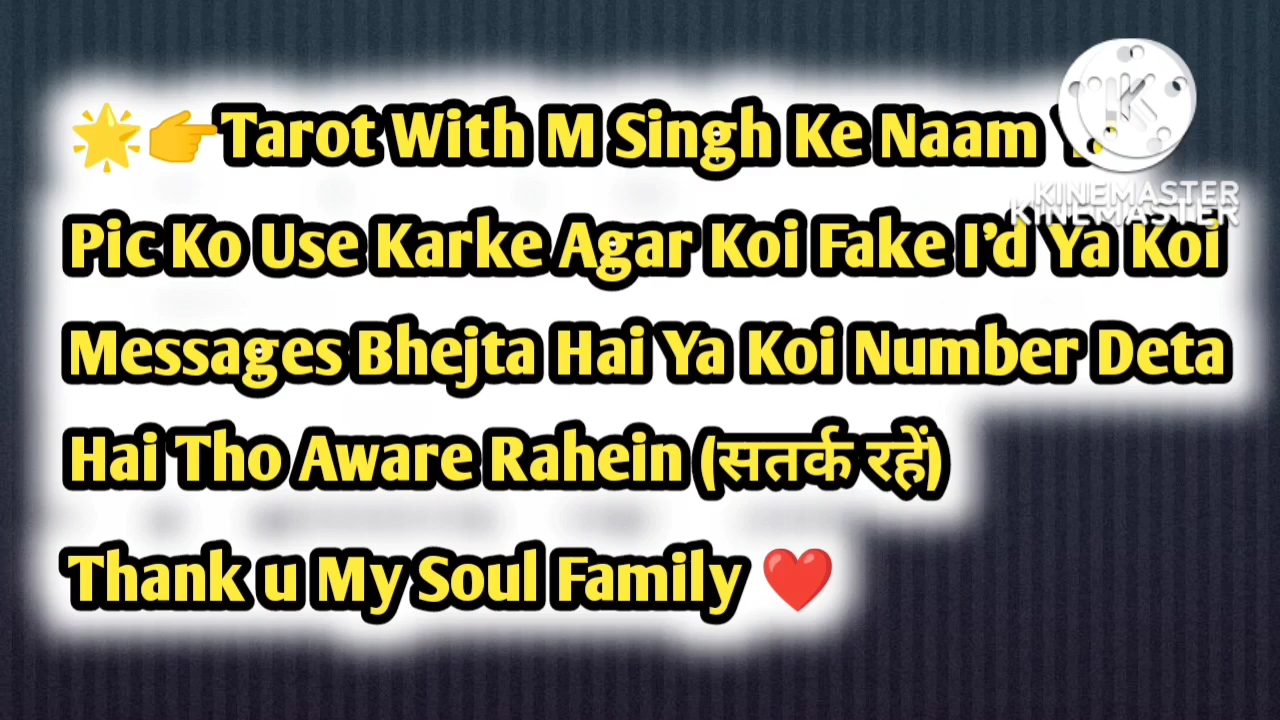 🌟👉Tarot With M Singh Ke Naam
Pic Ko Use Karke Agar Koi Fake I’d Ya Koi
Messages Bhejta Hai Ya Koi Number Deta
Hai Tho Aware Rahein (सतर्क रहें)
Thank u My Soul Family ❤️
KINEMASTER
KINEMASTER